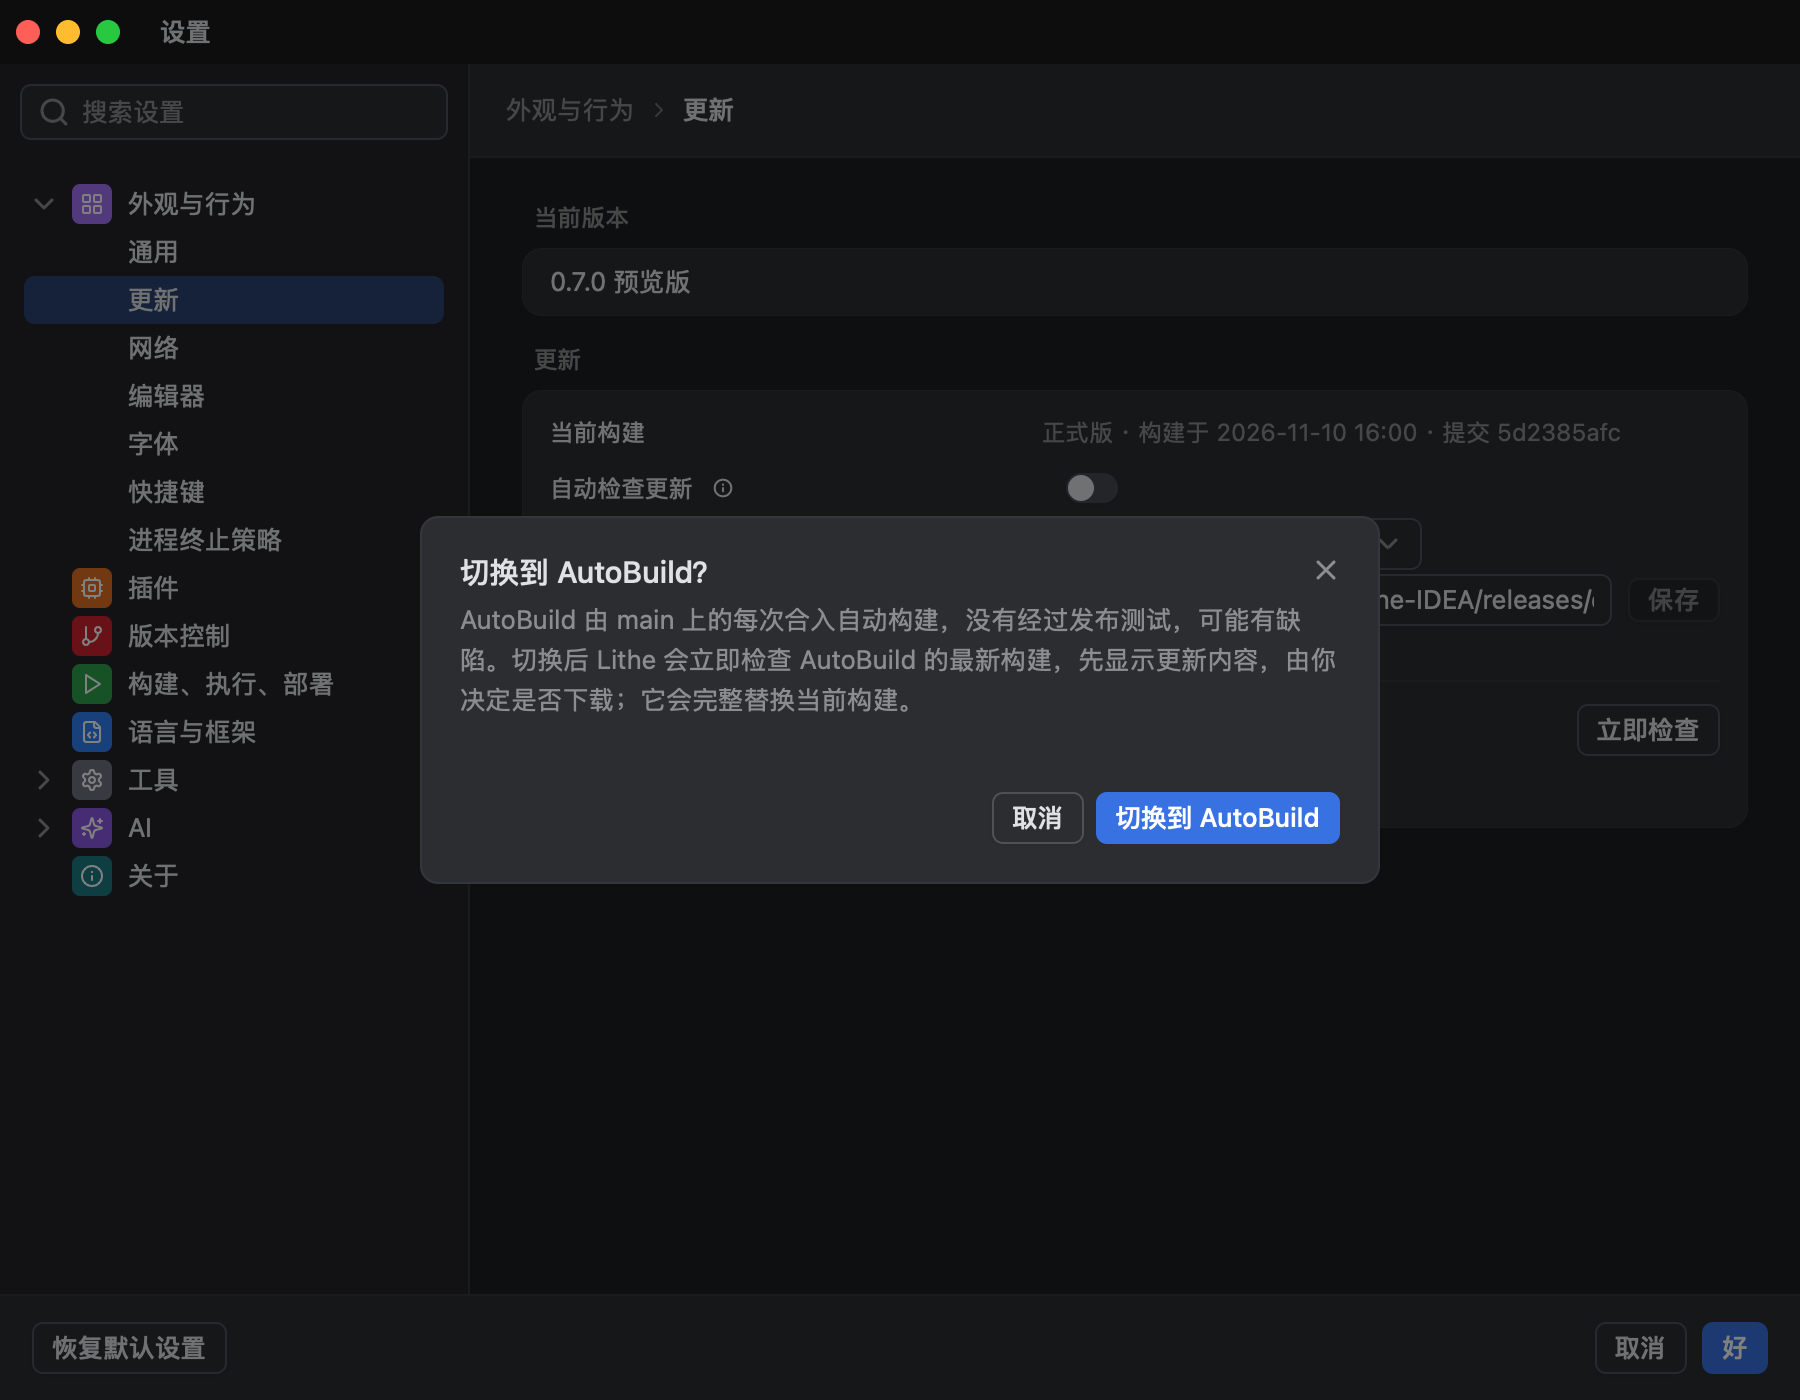 设置
搜索设置
外观与行为
通用
更新
网络
编辑器
字体
快捷键
进程终止策略
插件
版本控制
构建、执行、部署
语言与框架
工具
AI
关于
外观与行为 > 更新
当前版本
0.7.0 预览版
更新
当前构建
正式版 · 构建于 2026-11-10 16:00 · 提交 5d2385afc
自动检查更新
ne-IDEA/releases/
保存
立即检查
切换到 AutoBuild?
AutoBuild 由 main 上的每次合入自动构建，没有经过发布测试，可能有缺
陷。切换后 Lithe 会立即检查 AutoBuild 的最新构建，先显示更新内容，由你
决定是否下载；它会完整替换当前构建。
取消
切换到 AutoBuild
恢复默认设置
取消
好